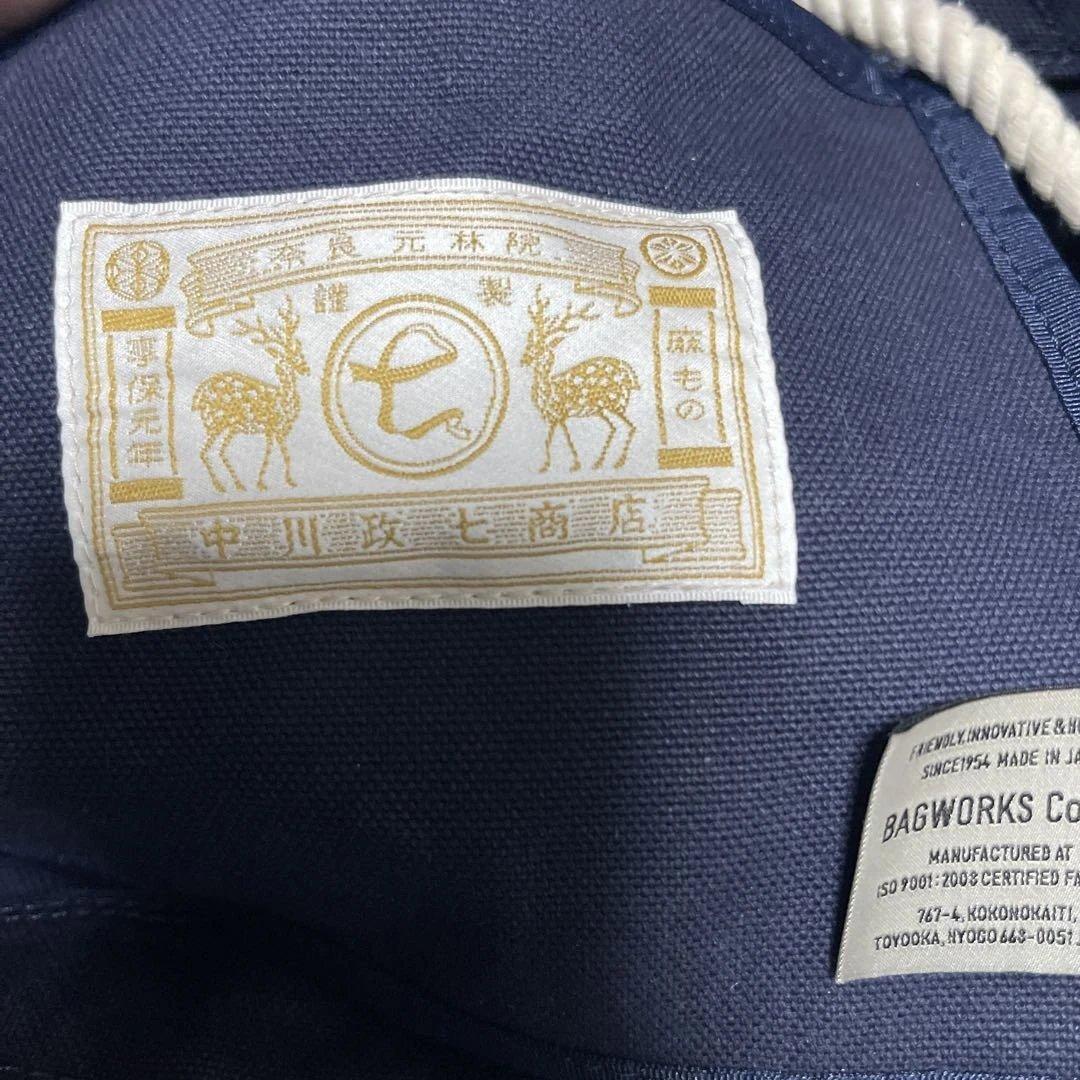 奈良元林院
謹製
享保元年
七
麻もの
中川政七商店
FRIENDLY, INNOVATIVE & H
SINCE1954 MADE IN JA
BAGWORKS Co
MANUFACTURED AT
ISO 9001:2008 CERTIFIED FA
767-4, KOKONOKAITI,
TOYOOKA, HYOGO 668-0051